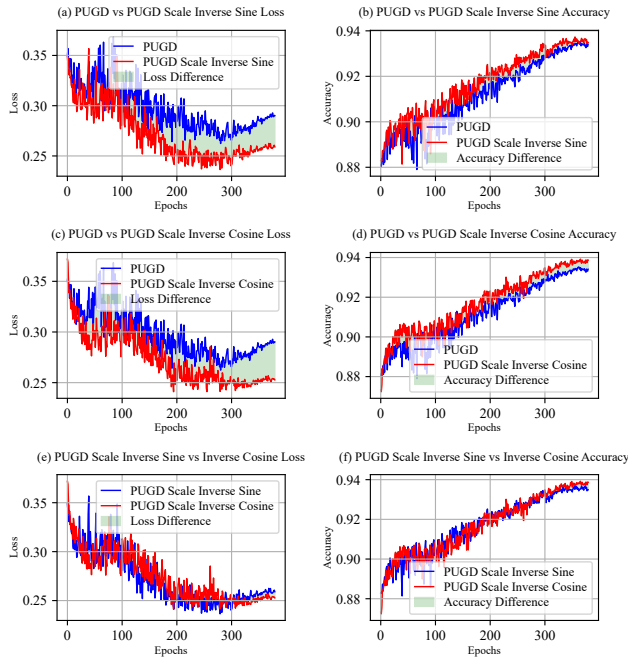 (a) PUGD vs PUGD Scale Inverse Sine Loss
0.35
0.30
0.25
Loss
PUGD
PUGD Scale Inverse Sine
Loss Difference
0
100
200
300
Epochs
(b) PUGD vs PUGD Scale Inverse Sine Accuracy
0.94
0.92
0.90
0.88
Accuracy
PUGD
PUGD Scale Inverse Sine
Accuracy Difference
0
100
200
300
Epochs
(c) PUGD vs PUGD Scale Inverse Cosine Loss
0.35
0.30
0.25
Loss
PUGD
PUGD Scale Inverse Cosine
Loss Difference
0
100
200
300
Epochs
(d) PUGD vs PUGD Scale Inverse Cosine Accuracy
0.94
0.92
0.90
0.88
Accuracy
PUGD
PUGD Scale Inverse Cosine
Accuracy Difference
0
100
200
300
Epochs
(e) PUGD Scale Inverse Sine vs Inverse Cosine Loss
0.35
0.30
0.25
Loss
PUGD Scale Inverse Sine
PUGD Scale Inverse Cosine
Loss Difference
0
100
200
300
Epochs
(f) PUGD Scale Inverse Sine vs Inverse Cosine Accuracy
0.94
0.92
0.90
0.88
Accuracy
PUGD Scale Inverse Sine
PUGD Scale Inverse Cosine
Accuracy Difference
0
100
200
300
Epochs